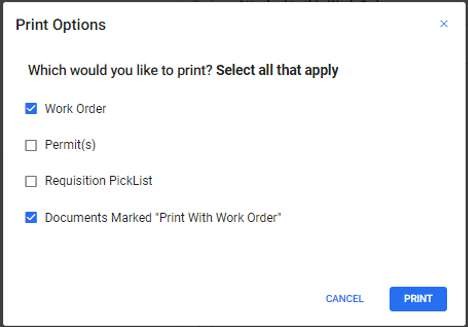 Print Options
Which would you like to print? Select all that apply
Work Order
Permit(s)
Requisition PickList
Documents Marked "Print With Work Order"
CANCEL
PRINT